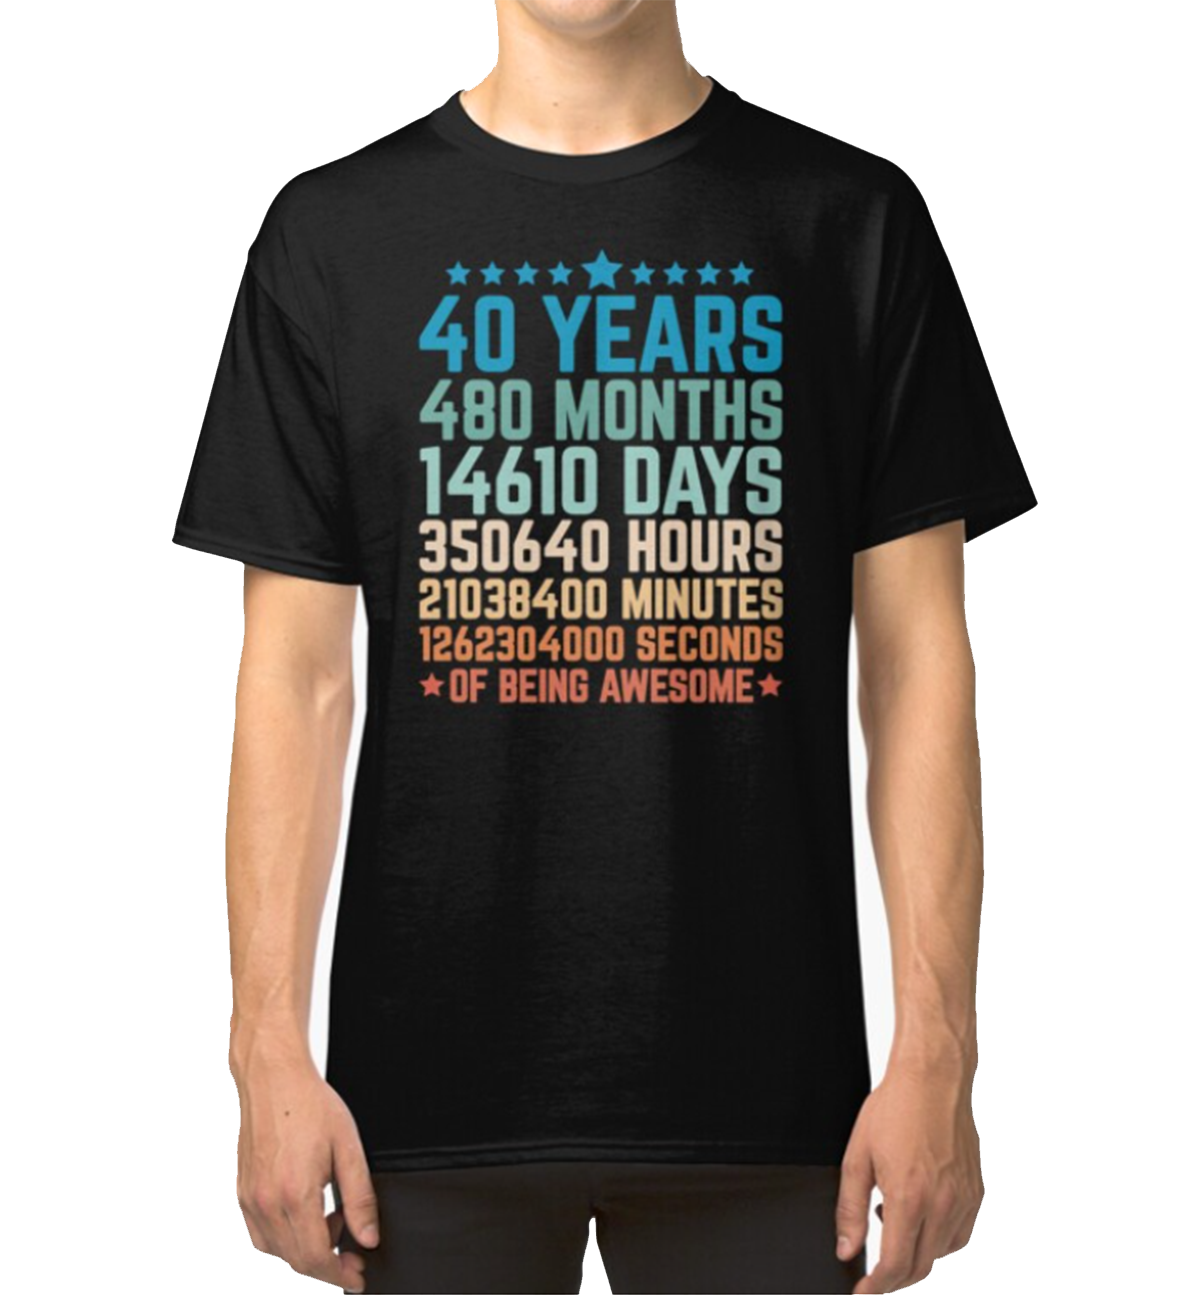 40 YEARS
480 MONTHS
14610 DAYS
350640 HOURS
21038400 MINUTES
1262304000 SECONDS
OF BEING AWESOME